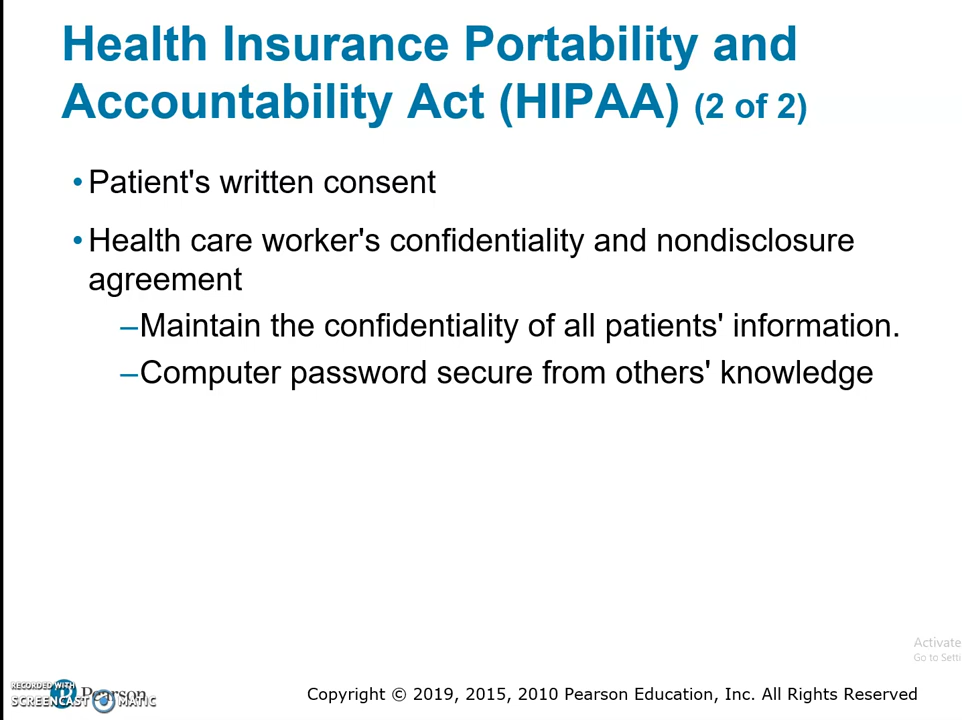 Health Insurance Portability and
Accountability Act (HIPAA) (2 of 2)
•Patient's written consent
•Health care worker's confidentiality and nondisclosure
agreement
–Maintain the confidentiality of all patients' information.
–Computer password secure from others' knowledge
Activate
Go to Setti
RECORDED WITH
SCREENCAST MATIC
Pearson
Copyright © 2019, 2015, 2010 Pearson Education, Inc. All Rights Reserved